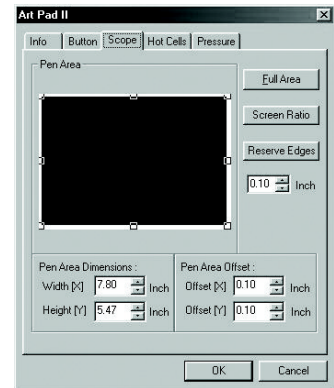 Art Pad II
Info Button Scope Hot Cells Pressure
Pen Area
Full Area
Screen Ratio
Reserve Edges
0.10 Inch
Pen Area Dimensions :
Width [X] 7.80 Inch
Height [Y] 5.47 Inch
Pen Area Offset :
Offset [X] 0.10 Inch
Offset [Y] 0.10 Inch
OK Cancel